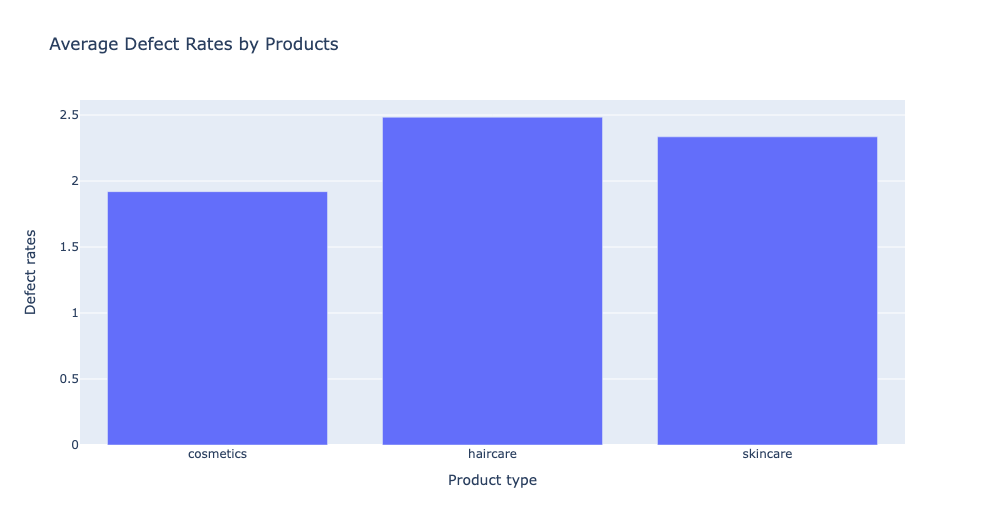 Average Defect Rates by Products
2.5
2
1.5
1
0.5
0
Defect rates
cosmetics
haircare
skincare
Product type